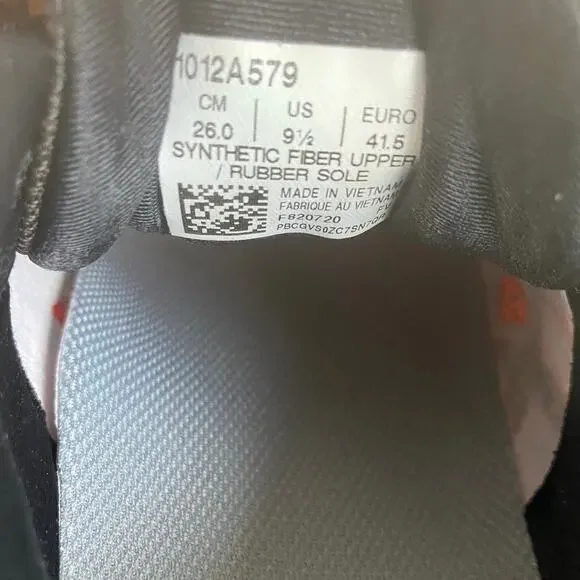 1012A579
CM US EURO
26.0 9½ 41.5
SYNTHETIC FIBER UPPER
/ RUBBER SOLE
MADE IN VIETNAM
FABRIQUE AU VIETNAM
F820720